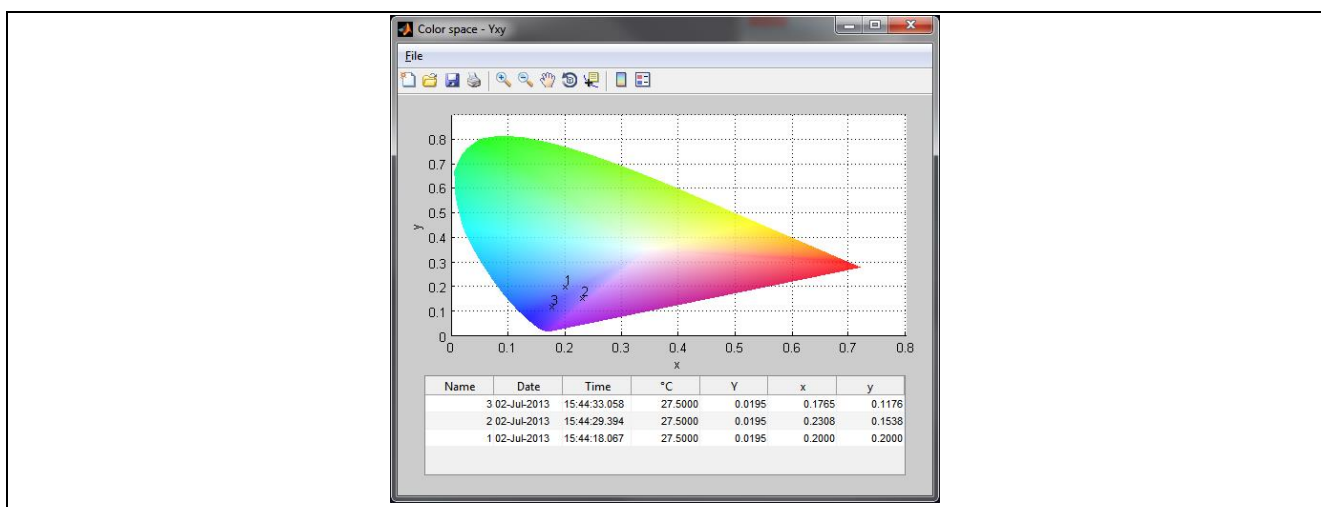 Color space - Yxy
File
0.8
0.7
0.6
0.5
0.4
0.3
0.2
0.1
0
y
1
2
3
0 0.1 0.2 0.3 0.4 0.5 0.6 0.7 0.8
x
Name Date Time °C Y x y
3 02-Jul-2013 15:44:33.058 27.5000 0.0195 0.1765 0.1176
2 02-Jul-2013 15:44:29.394 27.5000 0.0195 0.2308 0.1538
1 02-Jul-2013 15:44:18.067 27.5000 0.0195 0.2000 0.2000